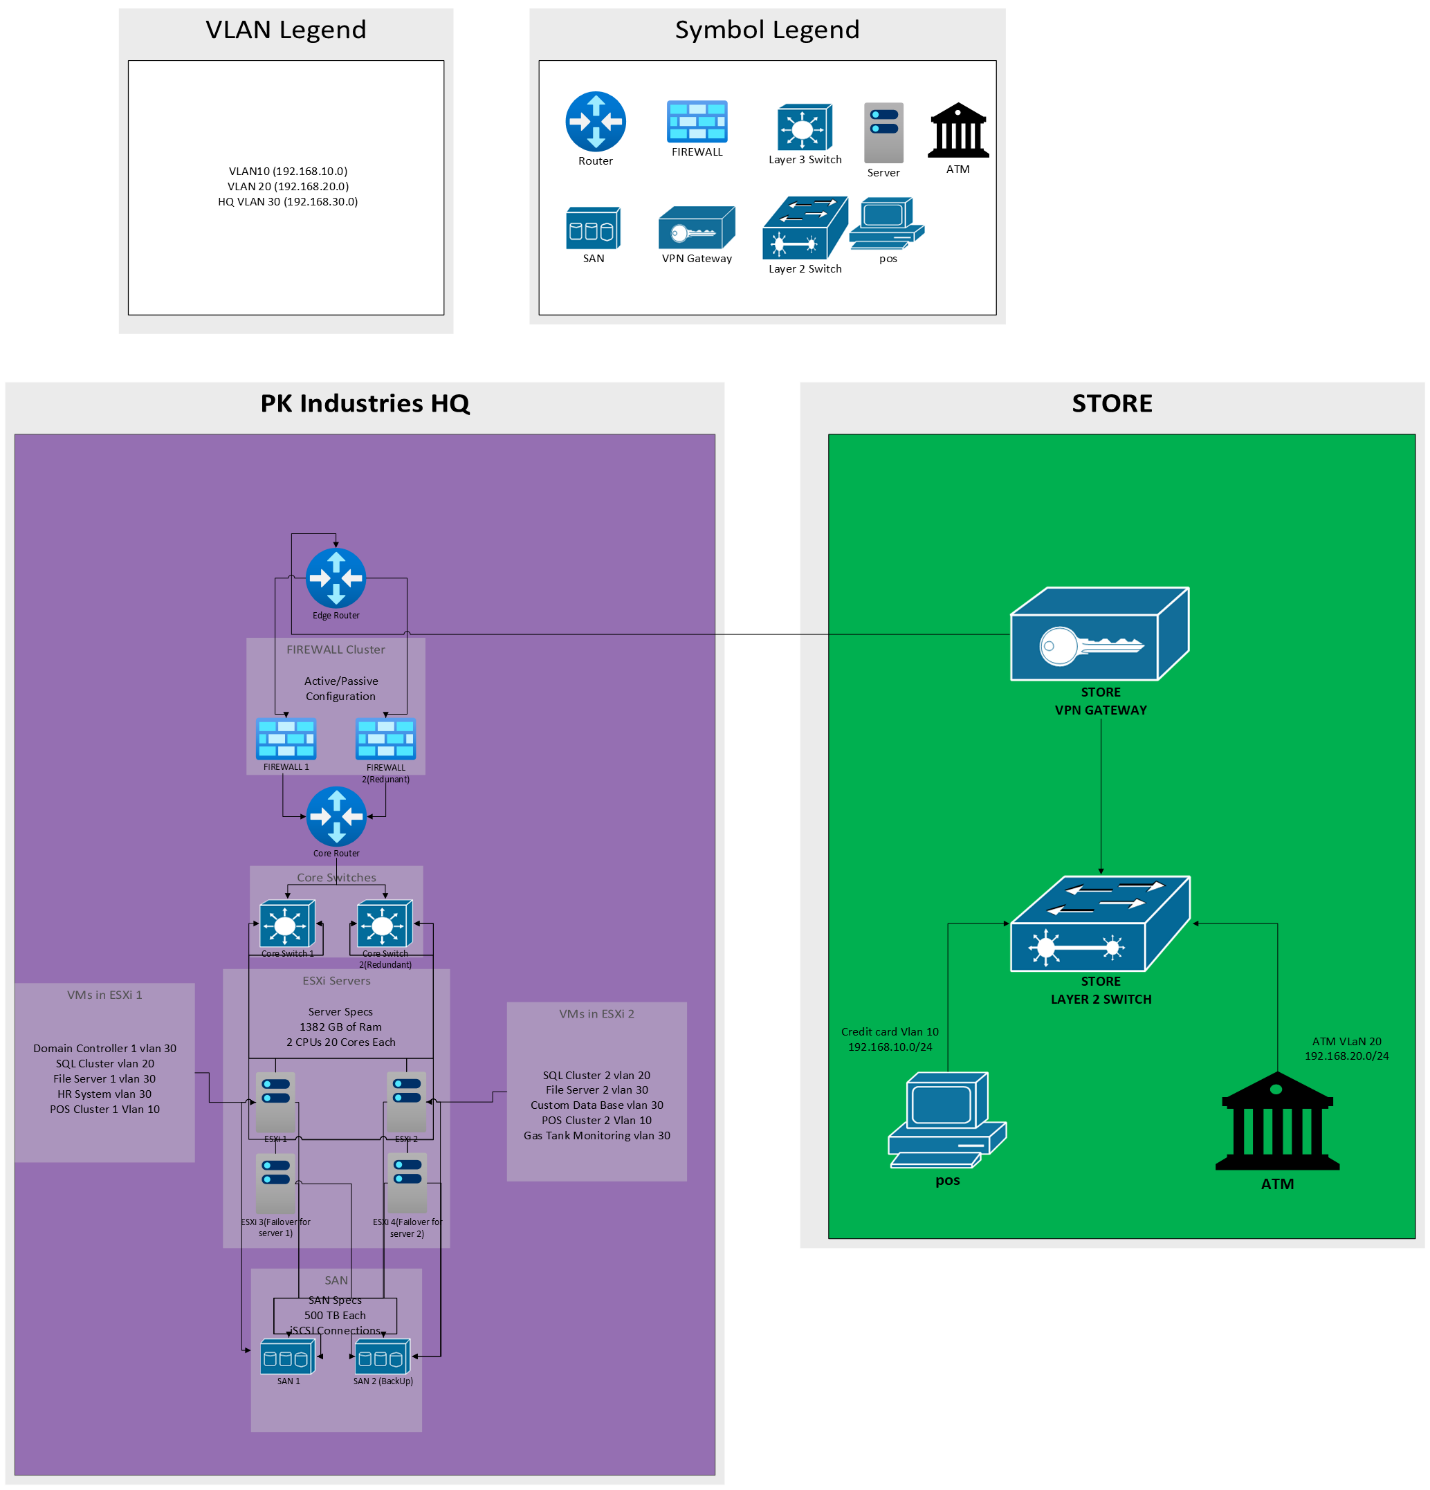 VLAN Legend
VLAN10 (192.168.10.0)
VLAN 20 (192.168.20.0)
HQ VLAN 30 (192.168.30.0)
Symbol Legend
Router
FIREWALL
Layer 3 Switch
Server
ATM
SAN
VPN Gateway
Layer 2 Switch
pos
PK Industries HQ
Edge Router
FIREWALL Cluster
Active/Passive
Configuration
FIREWALL 1
FIREWALL
2(Redunant)
Core Router
Core Switches
Core Switch 1
Core Switch
2(Redundant)
ESXi Servers
Server Specs
1382 GB of Ram
2 CPUs 20 Cores Each
VMs in ESXi 1
Domain Controller 1 vlan 30
SQL Cluster vlan 20
File Server 1 vlan 30
HR System vlan 30
POS Cluster 1 Vlan 10
VMs in ESXi 2
SQL Cluster 2 vlan 20
File Server 2 vlan 30
Custom Data Base vlan 30
POS Cluster 2 Vlan 10
Gas Tank Monitoring vlan 30
ESXi 1
ESXi 2
ESXi 3(Failover for
server 1)
ESXi 4(Failover for
server 2)
SAN
SAN Specs
500 TB Each
iSCSI Connections
SAN 1
SAN 2 (BackUp)
STORE
STORE
VPN GATEWAY
STORE
LAYER 2 SWITCH
Credit card Vlan 10
192.168.10.0/24
ATM VLaN 20
192.168.20.0/24
pos
ATM